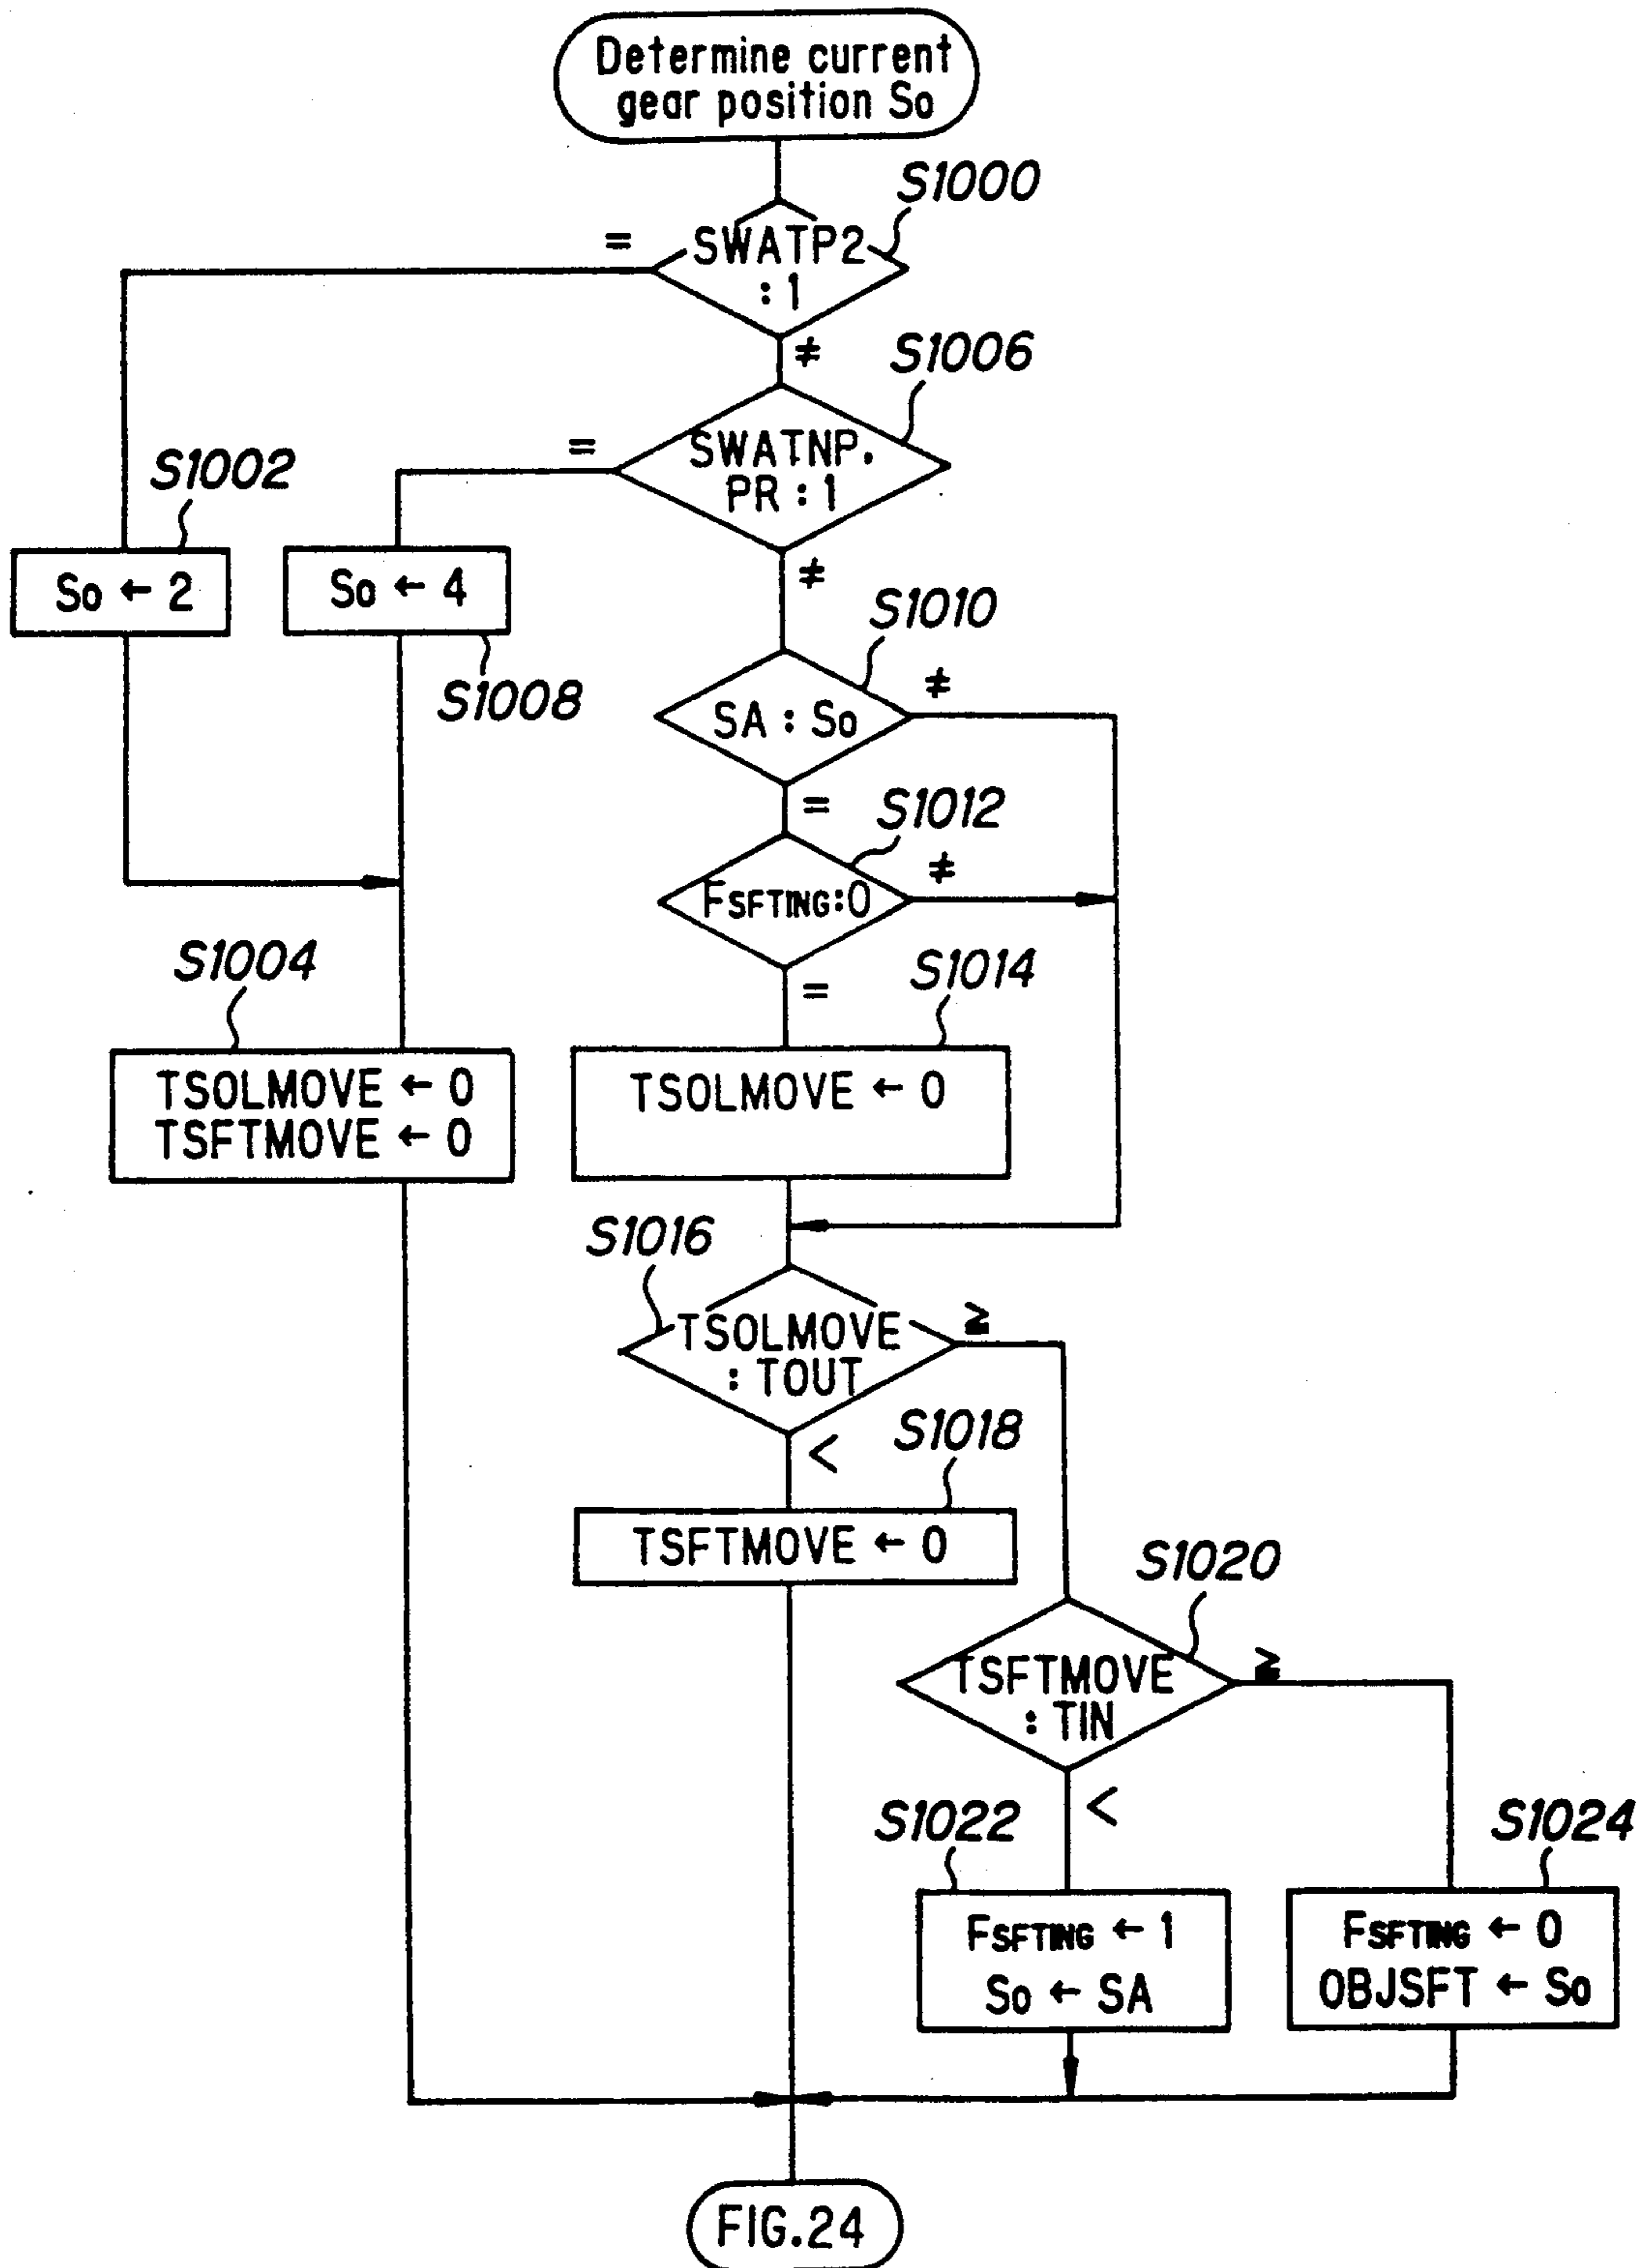 Determine current
gear position So
S1000
=
SWATP2
: 1
≠
S1006
=
SWATNP.
PR : 1
≠
S1002
So ← 2
So ← 4
S1008
S1010
SA : So
≠
=
S1012
FSFTING:0
≠
=
S1004
TSOLMOVE ← 0
TSFTMOVE ← 0
S1014
TSOLMOVE ← 0
S1016
TSOLMOVE
: TOUT
≧
<
S1018
TSFTMOVE ← 0
S1020
TSFTMOVE
: TIN
≧
<
S1022
FSFTING ← 1
So ← SA
S1024
FSFTING ← 0
OBJSFT ← So
FIG.24